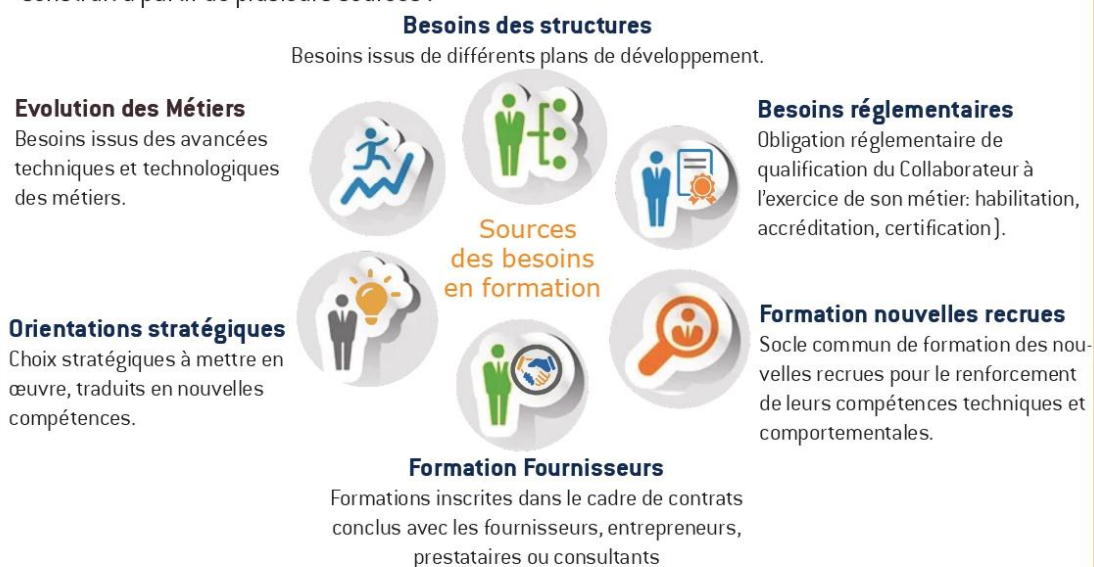 Besoins des structures
Besoins issus de différents plans de développement.
Evolution des Métiers
Besoins issus des avancées
techniques et technologiques
des métiers.
Besoins réglementaires
Obligation réglementaire de
qualification du Collaborateur à
l'exercice de son métier: habilitation,
accréditation, certification).
Sources
des besoins
en formation
Orientations stratégiques
Choix stratégiques à mettre en
œuvre, traduits en nouvelles
compétences.
Formation nouvelles recrues
Socle commun de formation des nou-
velles recrues pour le renforcement
de leurs compétences techniques et
comportementales.
Formation Fournisseurs
Formations inscrites dans le cadre de contrats
conclus avec les fournisseurs, entrepreneurs,
prestataires ou consultants